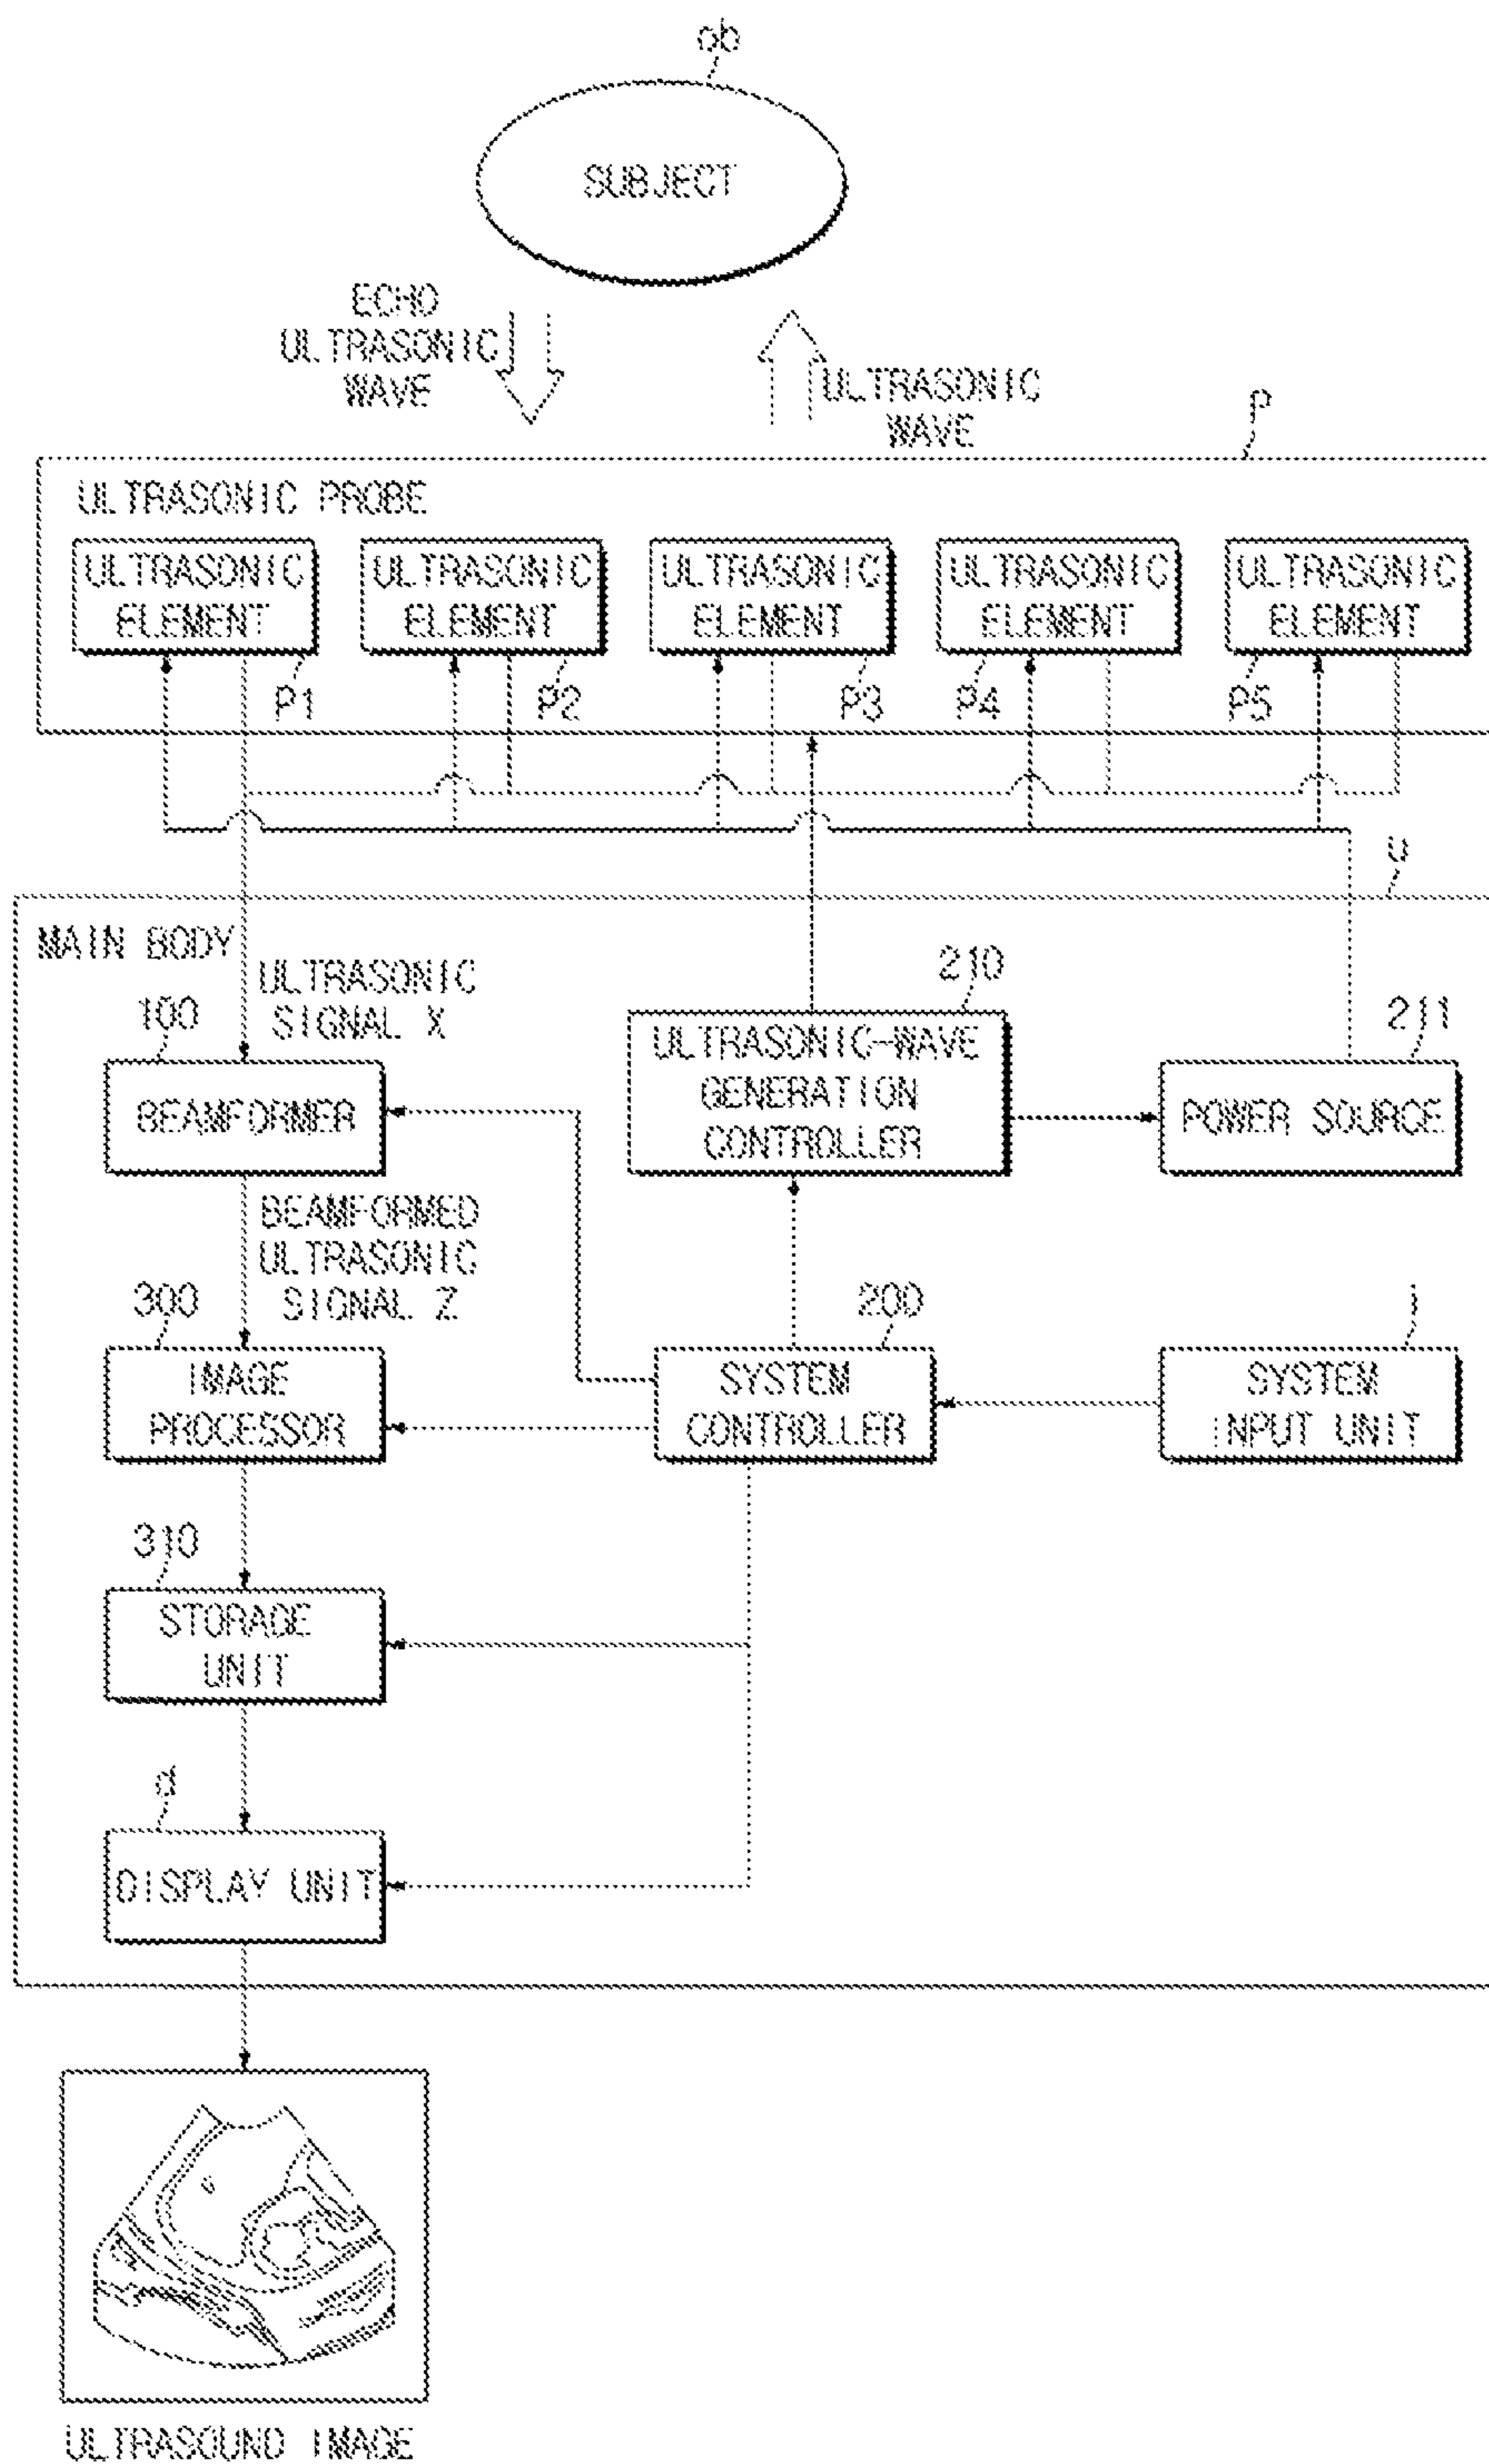 ob
SUBJECT
ECHO
ULTRASONIC
WAVE
ULTRASONIC
WAVE
P
ULTRASONIC PROBE
ULTRASONIC
ELEMENT
ULTRASONIC
ELEMENT
ULTRASONIC
ELEMENT
ULTRASONIC
ELEMENT
ULTRASONIC
ELEMENT
P1
P2
P3
P4
P5
u
MAIN BODY
ULTRASONIC
SIGNAL X
100
BEAMFORMER
210
ULTRASONIC-WAVE
GENERATION
CONTROLLER
211
POWER SOURCE
BEAMFORMED
ULTRASONIC
SIGNAL Z
300
IMAGE
PROCESSOR
200
SYSTEM
CONTROLLER
i
SYSTEM
INPUT UNIT
310
STORAGE
UNIT
d
DISPLAY UNIT
ULTRASOUND IMAGE